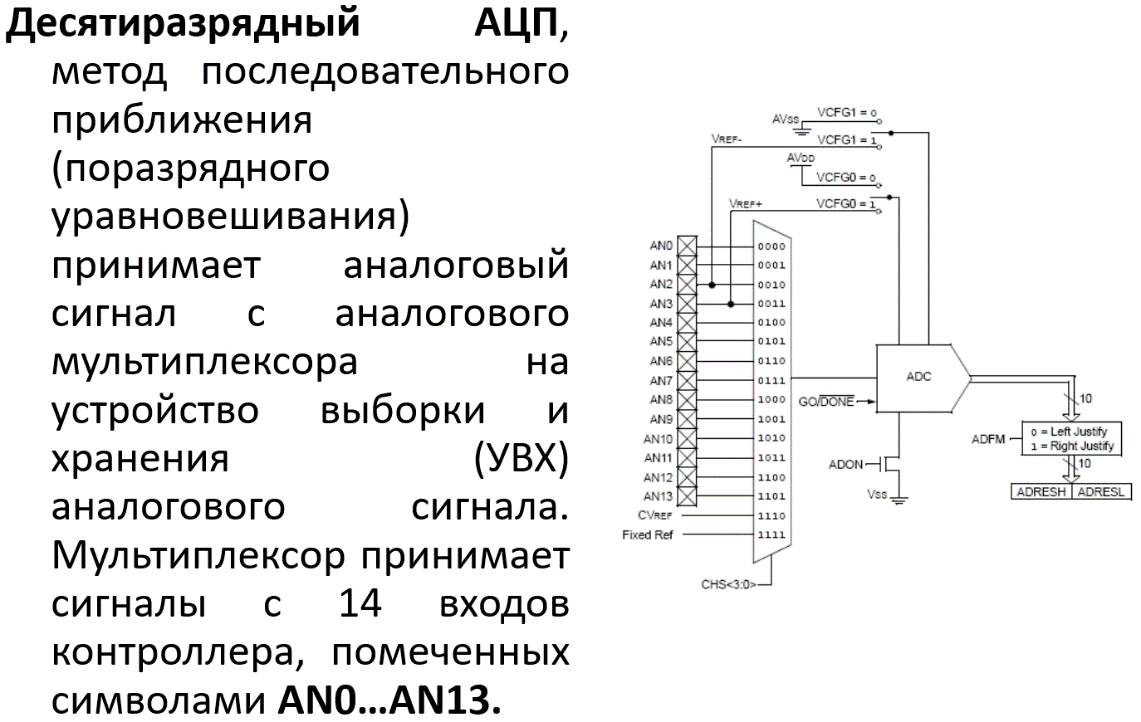 Десятиразрядный АЦП,
метод последовательного
приближения
(поразрядного
уравновешивания)
принимает аналоговый
сигнал с аналогового
мультиплексора на
устройство выборки и
хранения (УВХ)
аналогового сигнала.
Мультиплексор принимает
сигналы с 14 входов
контроллера, помеченных
символами AN0...AN13.
AVSS
VCFG1 = 0
VREF-
VCFG1 = 1
AVDD
VCFG0 = 0
VREF+
VCFG0 = 1
AN0 0000
AN1 0001
AN2 0010
AN3 0011
AN4 0100
AN5 0101
AN6 0110
AN7 0111
AN8 1000
AN9 1001
AN10 1010
AN11 1011
AN12 1100
AN13 1101
CVREF 1110
Fixed Ref 1111
CHS<3:0>
ADC
GO/DONE
ADON
VSS
10
ADFM
0 = Left Justify
1 = Right Justify
10
ADRESH ADRESL